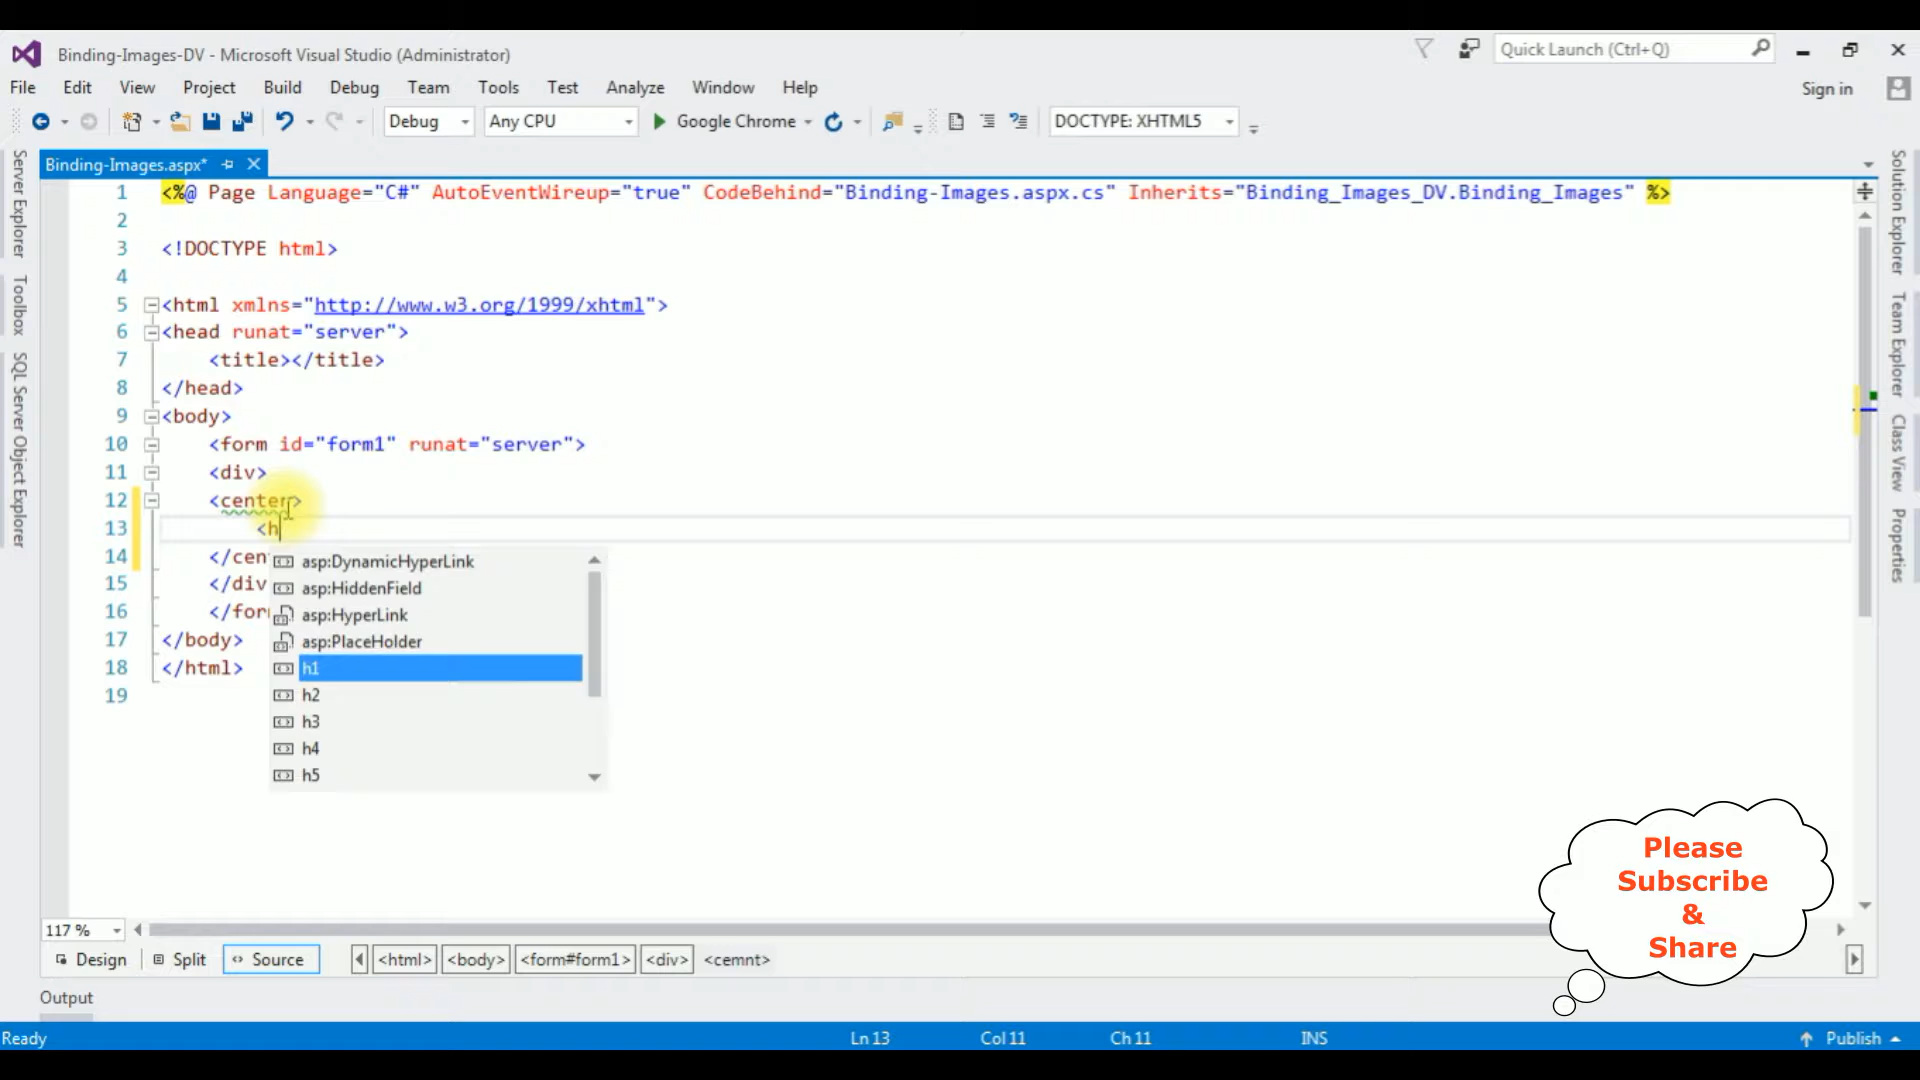 Binding-Images-DV - Microsoft Visual Studio (Administrator)
Quick Launch (Ctrl+Q)
File Edit View Project Build Debug Team Tools Test Analyze Window Help
Sign in
Debug Any CPU Google Chrome DOCTYPE: XHTML5
Server Explorer
Toolbox
SQL Server Object Explorer
Binding-Images.aspx*
1 <%@ Page Language="C#" AutoEventWireup="true" CodeBehind="Binding-Images.aspx.cs" Inherits="Binding_Images_DV.Binding_Images" %>
2
3 <!DOCTYPE html>
4
5 <html xmlns="http://www.w3.org/1999/xhtml">
6 <head runat="server">
7 <title></title>
8 </head>
9 <body>
10 <form id="form1" runat="server">
11 <div>
12 <center>
13 <h
14 </cen
15 </div
16 </for
17 </body>
18 </html>
19
asp:DynamicHyperLink
asp:HiddenField
asp:HyperLink
asp:PlaceHolder
h1
h2
h3
h4
h5
Solution Explorer
Team Explorer
Class View
Properties
Please
Subscribe
&
Share
117 %
Design Split Source <html> <body> <form#form1> <div> <cemnt>
Output
Ready Ln 13 Col 11 Ch 11 INS Publish